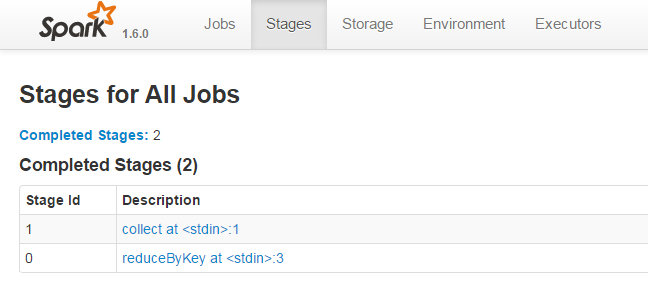 Spark 1.6.0 Jobs Stages Storage Environment Executors
Stages for All Jobs
Completed Stages: 2
Completed Stages (2)
Stage Id Description
1 collect at <stdin>:1
0 reduceByKey at <stdin>:3